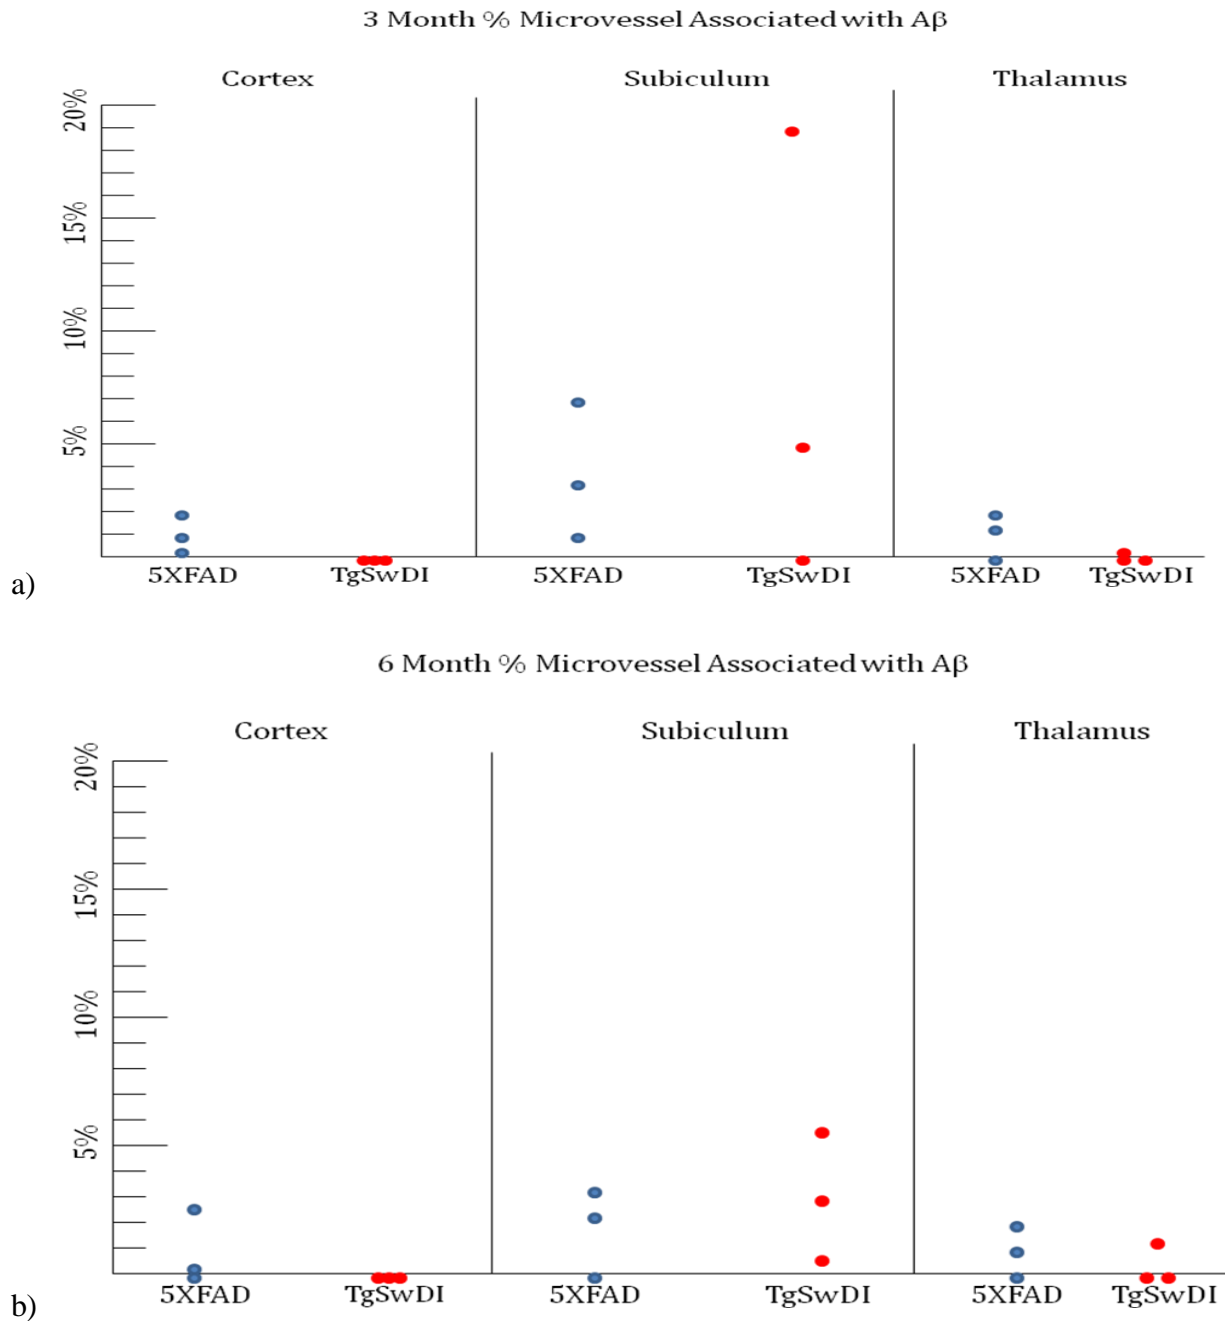 3 Month % Microvessel Associated with Aβ
Cortex Subiculum Thalamus
20%
15%
10%
5%
5XFAD TgSwDI 5XFAD TgSwDI 5XFAD TgSwDI
a)
6 Month % Microvessel Associated with Aβ
Cortex Subiculum Thalamus
20%
15%
10%
5%
5XFAD TgSwDI 5XFAD TgSwDI 5XFAD TgSwDI
b)